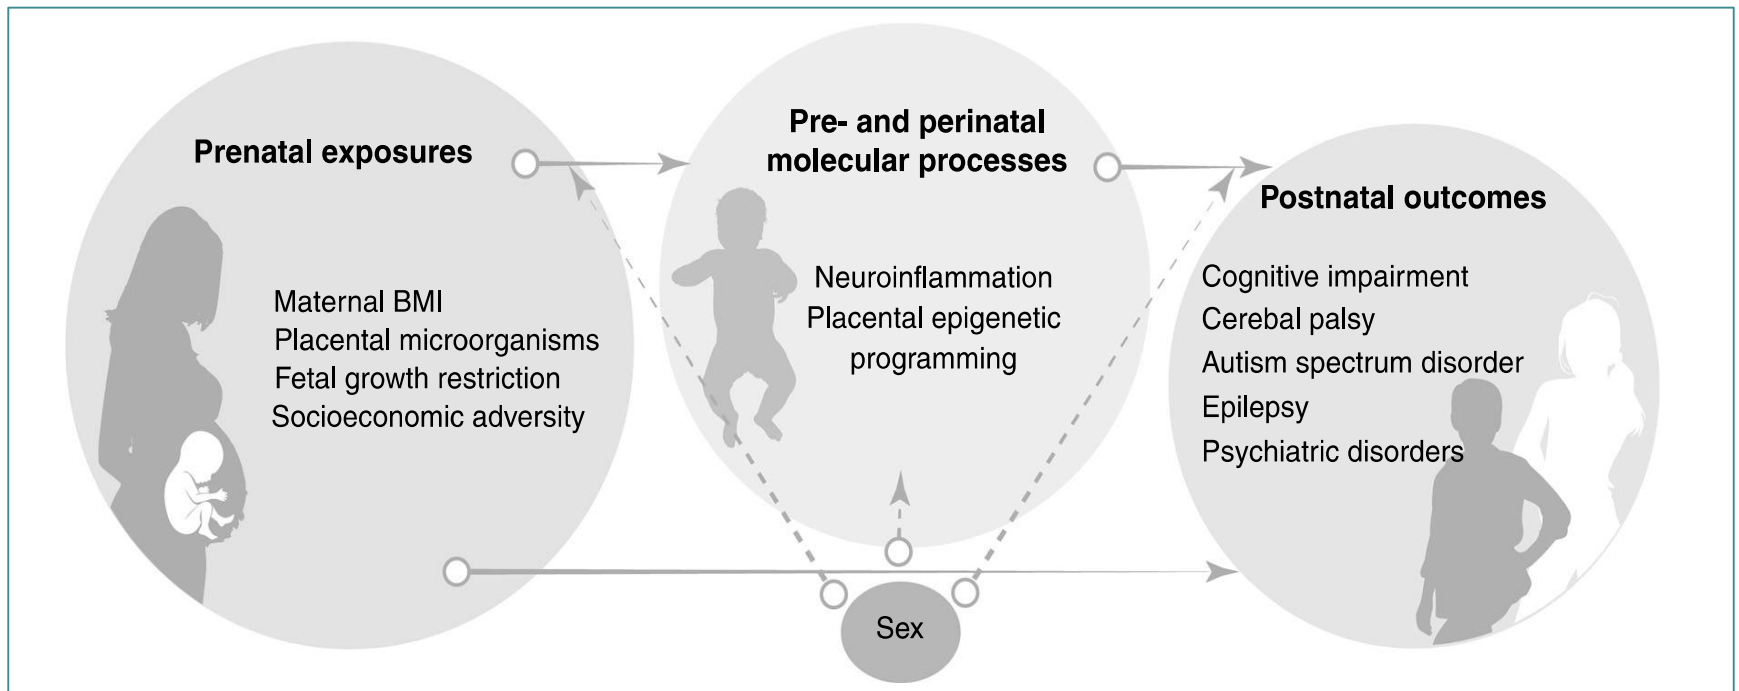 Prenatal exposures
Maternal BMI
Placental microorganisms
Fetal growth restriction
Socioeconomic adversity
Pre- and perinatal
molecular processes
Neuroinflammation
Placental epigenetic
programming
Postnatal outcomes
Cognitive impairment
Cerebal palsy
Autism spectrum disorder
Epilepsy
Psychiatric disorders
Sex